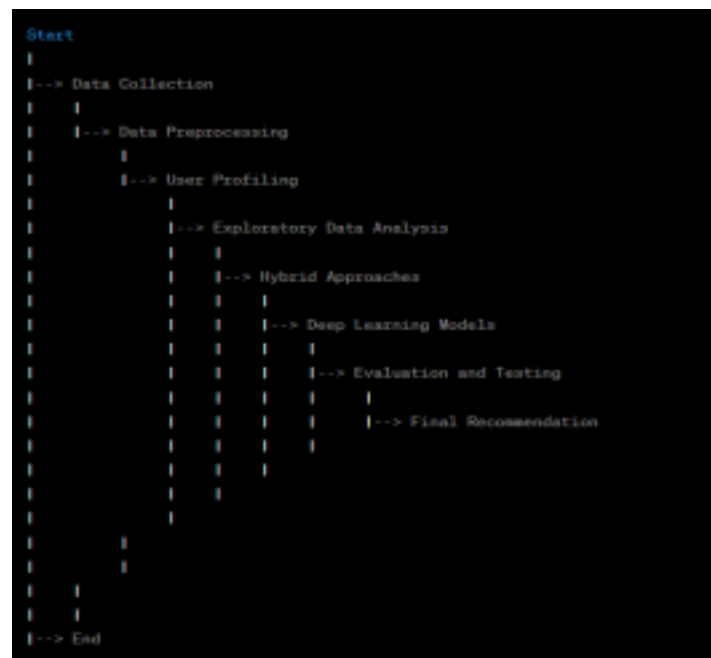 Start
|
|--> Data Collection
|    |
|    |--> Data Preprocessing
|         |
|         |--> User Profiling
|              |
|              |--> Exploratory Data Analysis
|              |    |
|              |    |--> Hybrid Approaches
|              |    |    |
|              |    |    |--> Deep Learning Models
|              |    |    |    |
|              |    |    |    |--> Evaluation and Testing
|              |    |    |    |     |
|              |    |    |    |     |--> Final Recommendation
|              |    |    |    |
|              |    |    |
|              |    |
|              |
|         |
|         |
|    |
|    |
|--> End